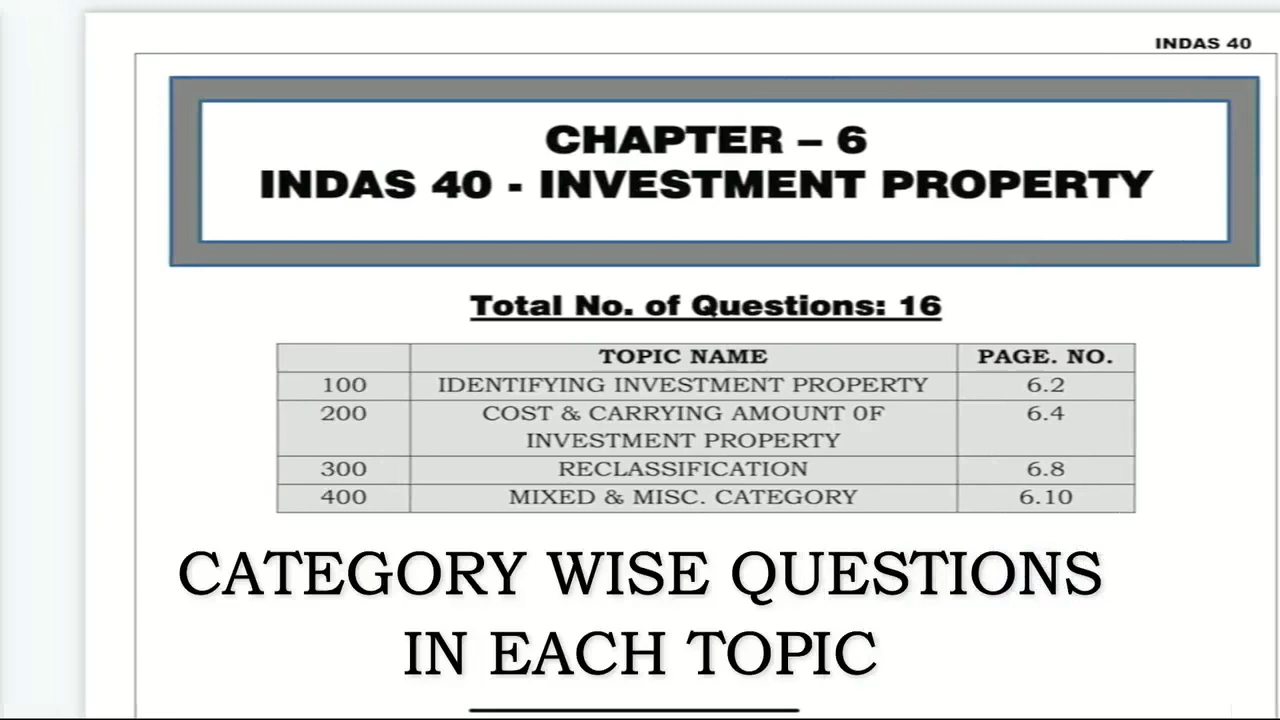 INDAS 40
CHAPTER – 6
INDAS 40 - INVESTMENT PROPERTY
Total No. of Questions: 16
TOPIC NAME PAGE. NO.
100 IDENTIFYING INVESTMENT PROPERTY 6.2
200 COST & CARRYING AMOUNT 0F 6.4
INVESTMENT PROPERTY
300 RECLASSIFICATION 6.8
400 MIXED & MISC. CATEGORY 6.10
CATEGORY WISE QUESTIONS
IN EACH TOPIC